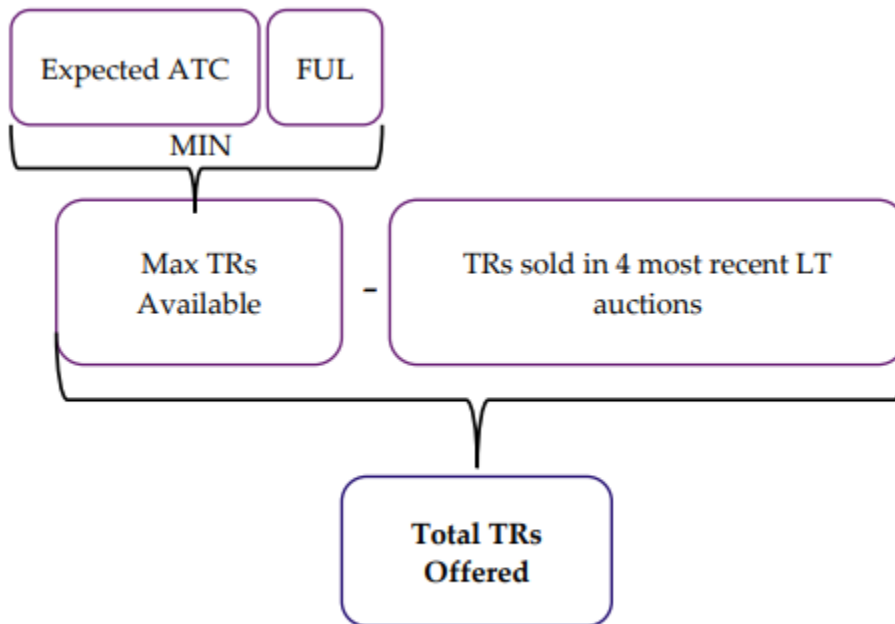 Expected ATC
FUL
MIN
Max TRs
Available
-
TRs sold in 4 most recent LT
auctions
Total TRs
Offered